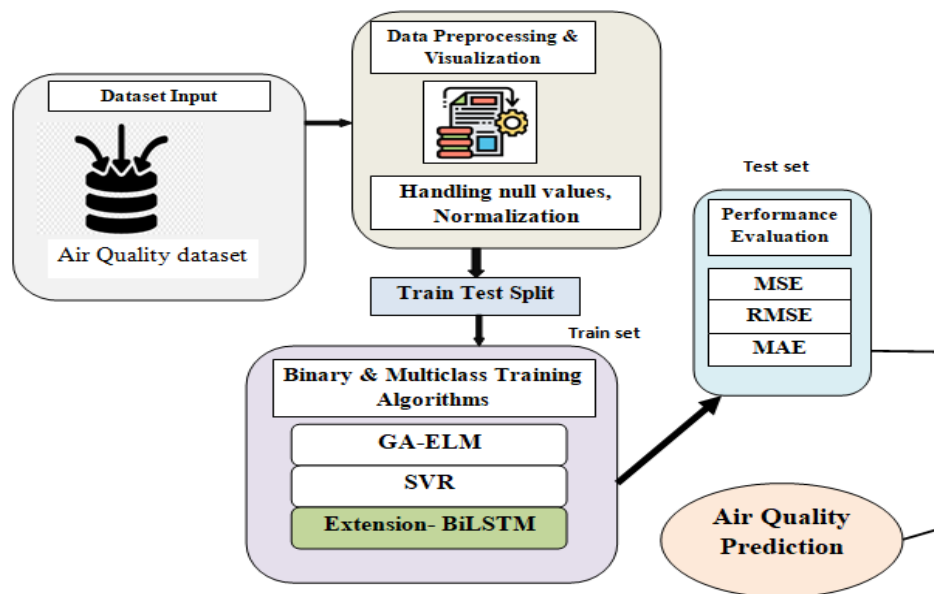 Dataset Input
Air Quality dataset
Data Preprocessing &
Visualization
Handling null values,
Normalization
Train Test Split
Train set
Binary & Multiclass Training
Algorithms
GA-ELM
SVR
Extension- BiLSTM
Test set
Performance
Evaluation
MSE
RMSE
MAE
Air Quality
Prediction